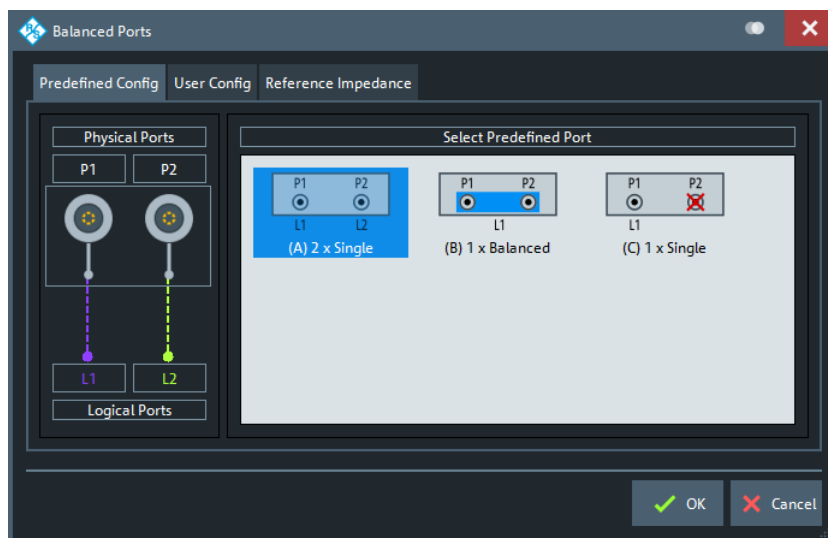 Balanced Ports
Predefined Config User Config Reference Impedance
Physical Ports
P1 P2
L1 L2
Logical Ports
Select Predefined Port
P1 P2
L1 L2
(A) 2 x Single
P1 P2
L1
(B) 1 x Balanced
P1 P2
L1
(C) 1 x Single
OK Cancel